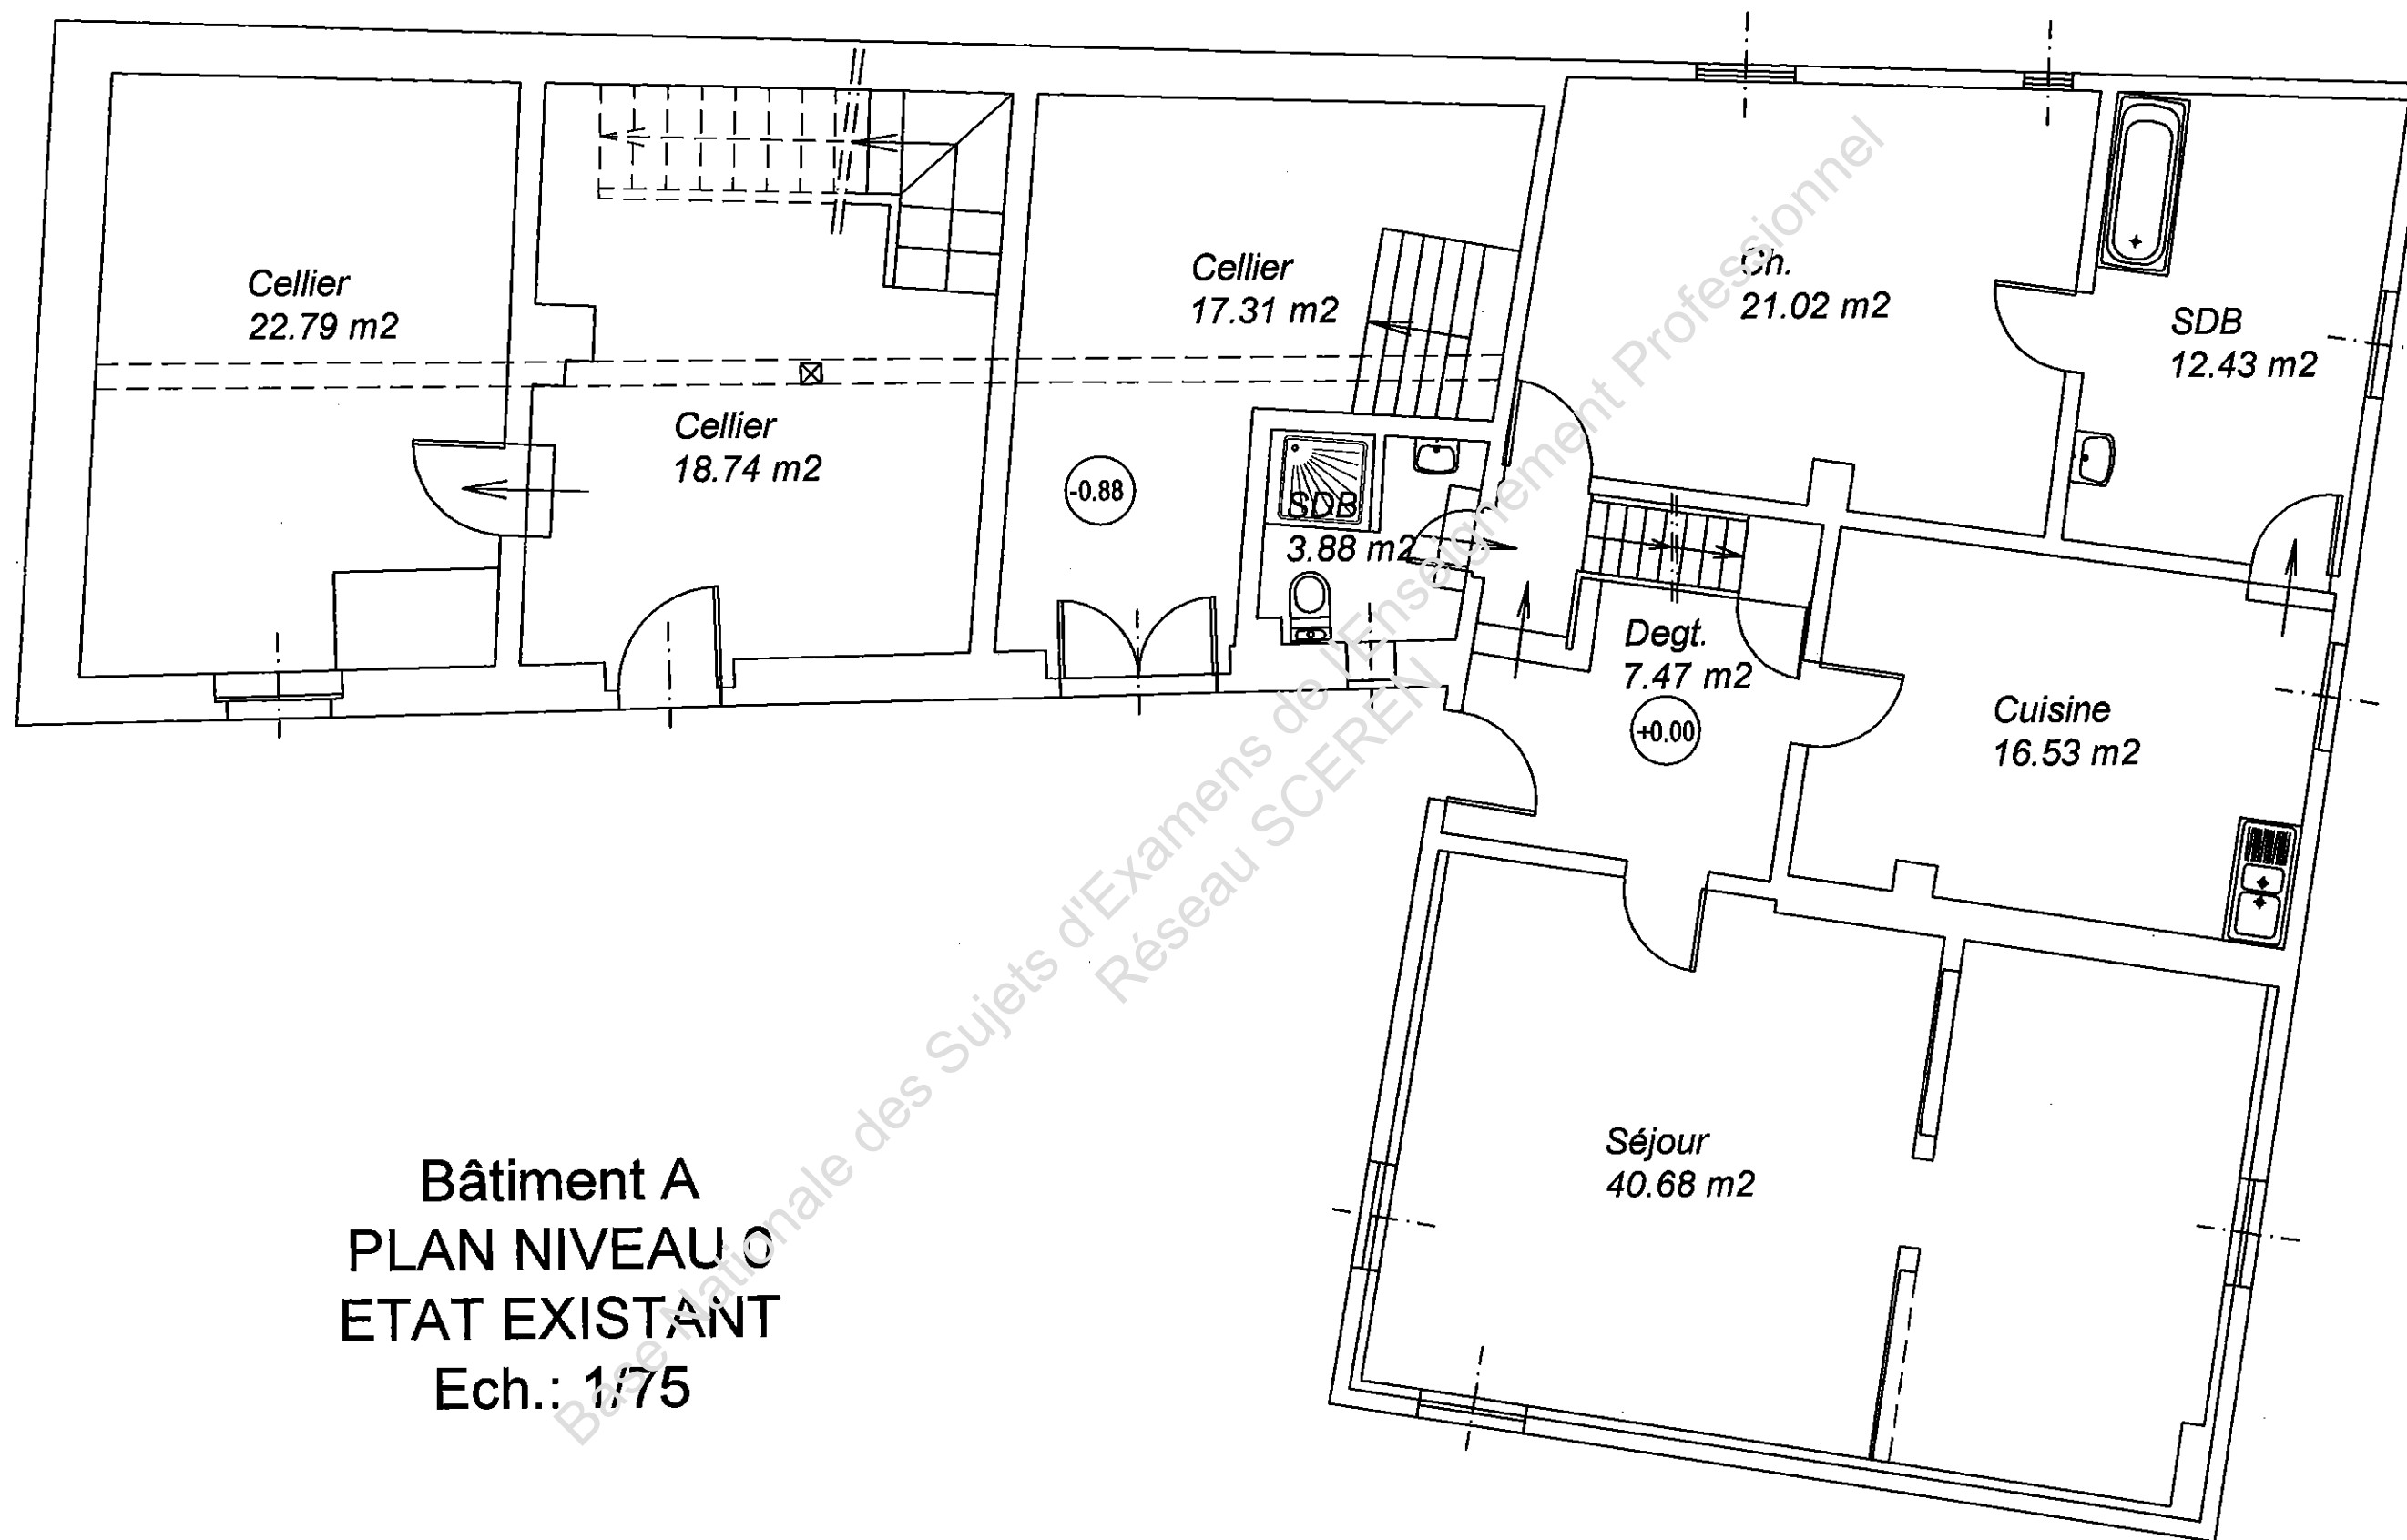 Cellier
22.79 m2
Cellier
18.74 m2
Cellier
17.31 m2
-0.88
SDB
3.88 m2
Ch.
21.02 m2
SDB
12.43 m2
Degt.
7.47 m2
+0.00
Cuisine
16.53 m2
Séjour
40.68 m2
Bâtiment A
PLAN NIVEAU 0
ETAT EXISTANT
Ech.: 1/75
Base Nationale des Sujets d'Examens de l'Enseignement Professionnel
Réseau SCEREN